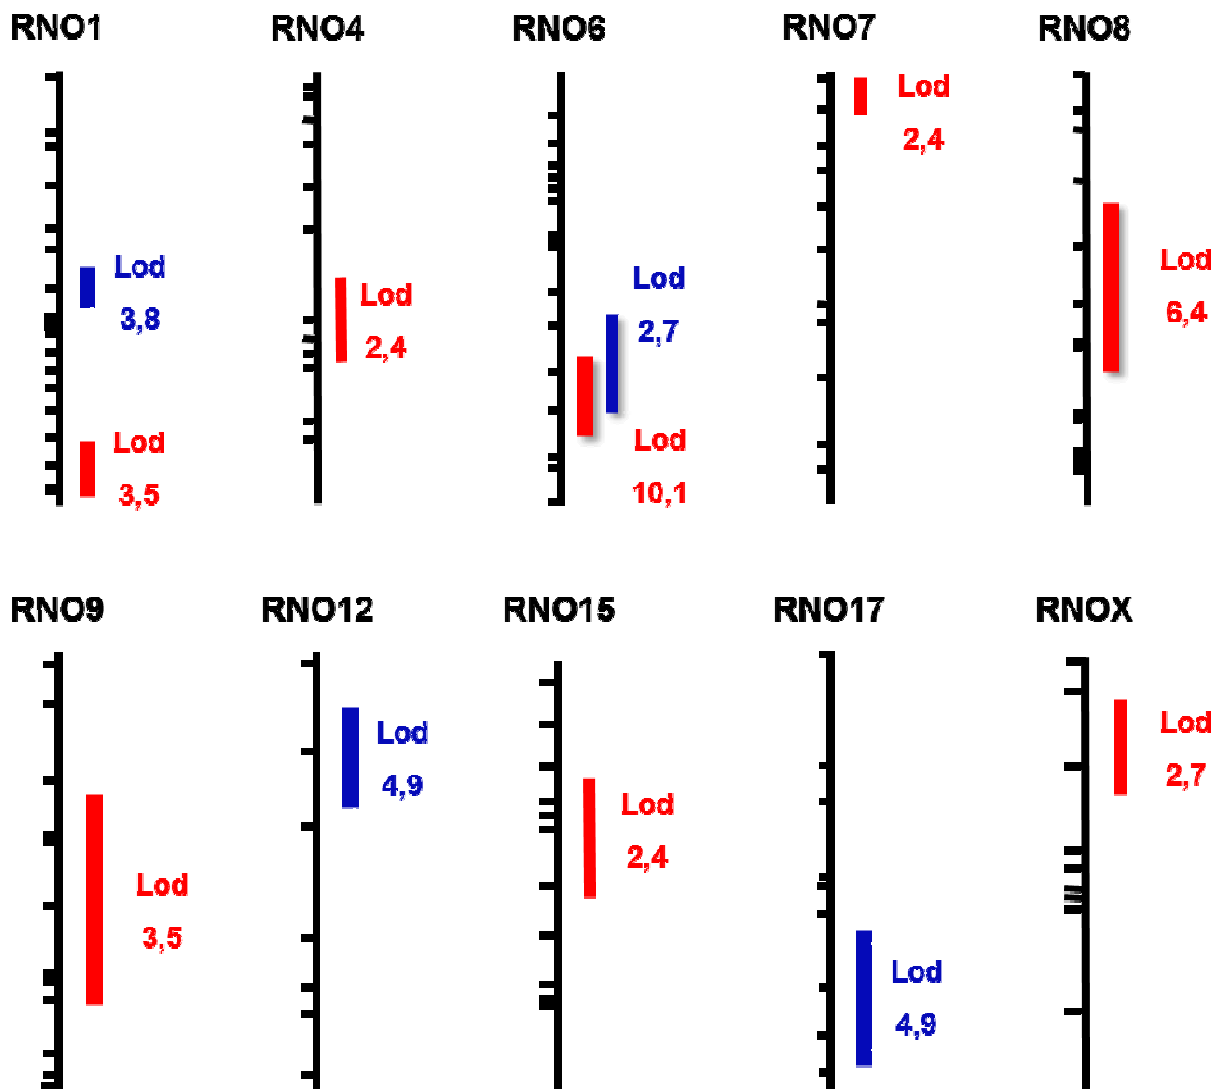 RNO1
RNO4
RNO6
RNO7
RNO8
Lod
3,8
Lod
3,5
Lod
2,4
Lod
2,7
Lod
10,1
Lod
2,4
Lod
6,4
RNO9
RNO12
RNO15
RNO17
RNOX
Lod
3,5
Lod
4,9
Lod
2,4
Lod
4,9
Lod
2,7